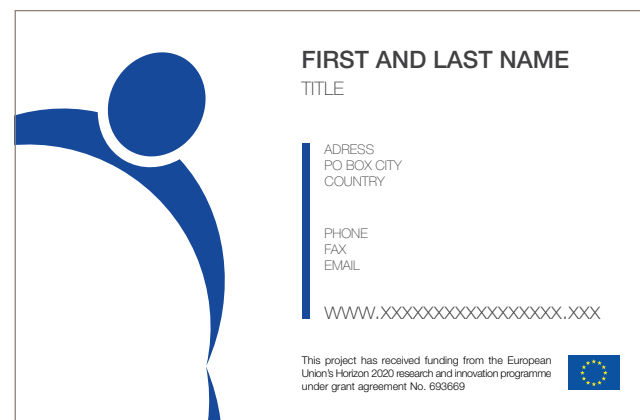 FIRST AND LAST NAME
TITLE
ADRESS
PO BOX CITY
COUNTRY
PHONE
FAX
EMAIL
WWW.XXXXXXXXXXXXXXXXX.XXX
This project has received funding from the European
Union's Horizon 2020 research and innovation programme
under grant agreement No. 693669